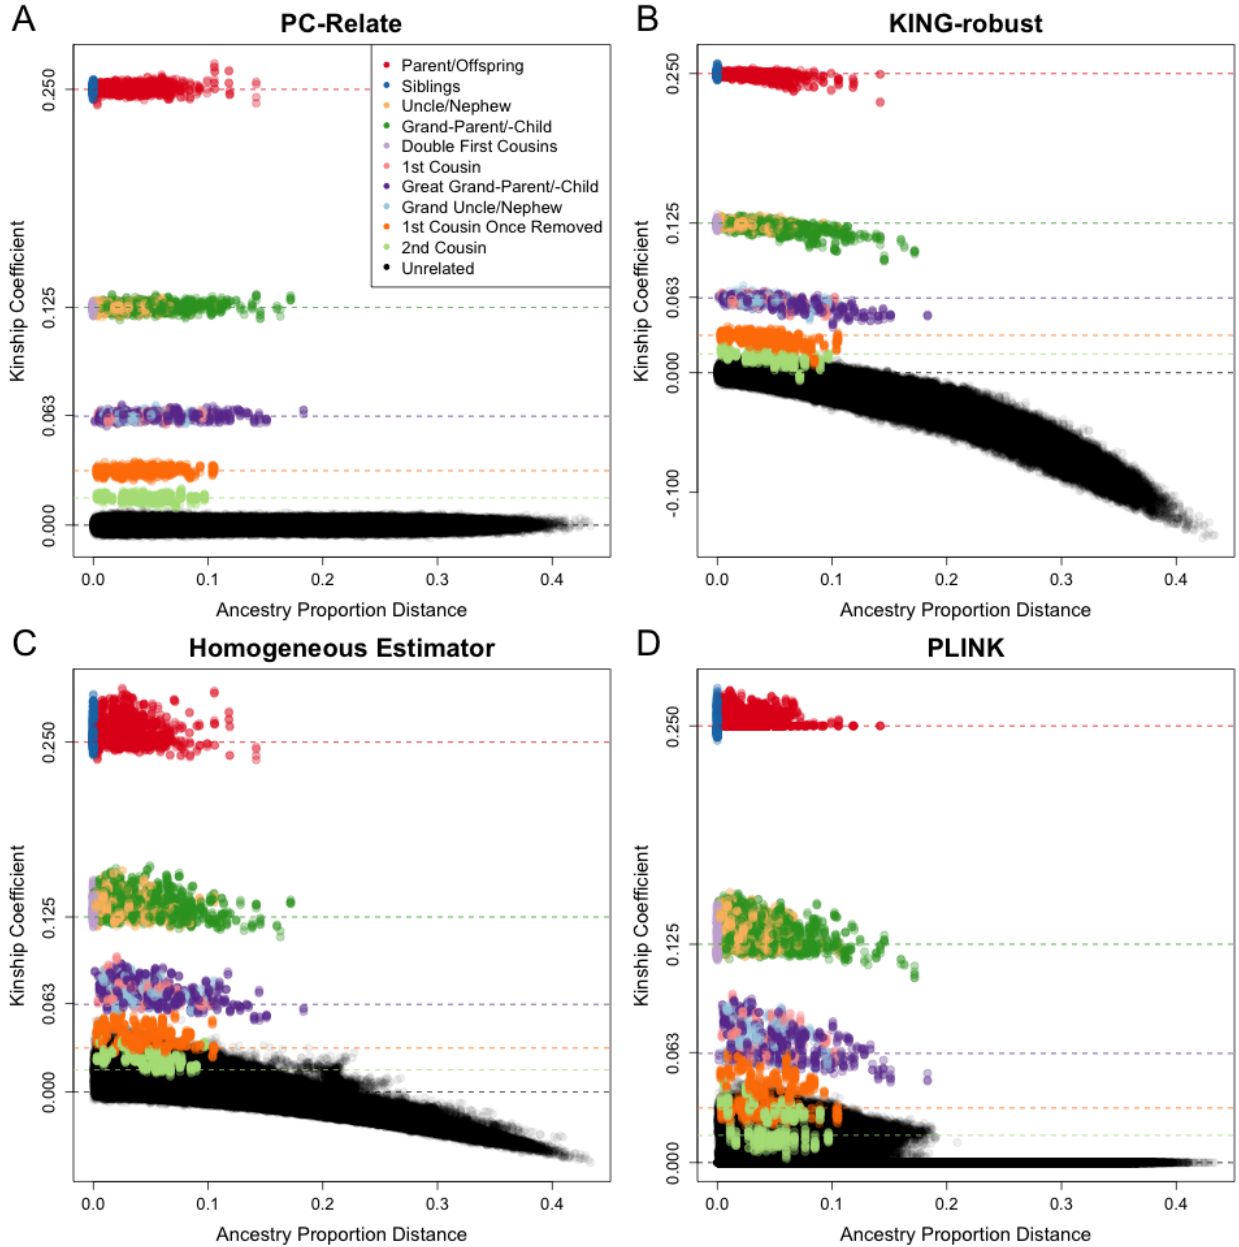 A
PC-Relate
Kinship Coefficient
0.250
0.125
0.063
0.000
Parent/Offspring
Siblings
Uncle/Nephew
Grand-Parent/-Child
Double First Cousins
1st Cousin
Great Grand-Parent/-Child
Grand Uncle/Nephew
1st Cousin Once Removed
2nd Cousin
Unrelated
0.0 0.1 0.2 0.3 0.4
Ancestry Proportion Distance
B
KING-robust
Kinship Coefficient
0.250
0.125
0.063
0.000
-0.100
0.0 0.1 0.2 0.3 0.4
Ancestry Proportion Distance
C
Homogeneous Estimator
Kinship Coefficient
0.250
0.125
0.063
0.000
0.0 0.1 0.2 0.3 0.4
Ancestry Proportion Distance
D
PLINK
Kinship Coefficient
0.250
0.125
0.063
0.000
0.0 0.1 0.2 0.3 0.4
Ancestry Proportion Distance